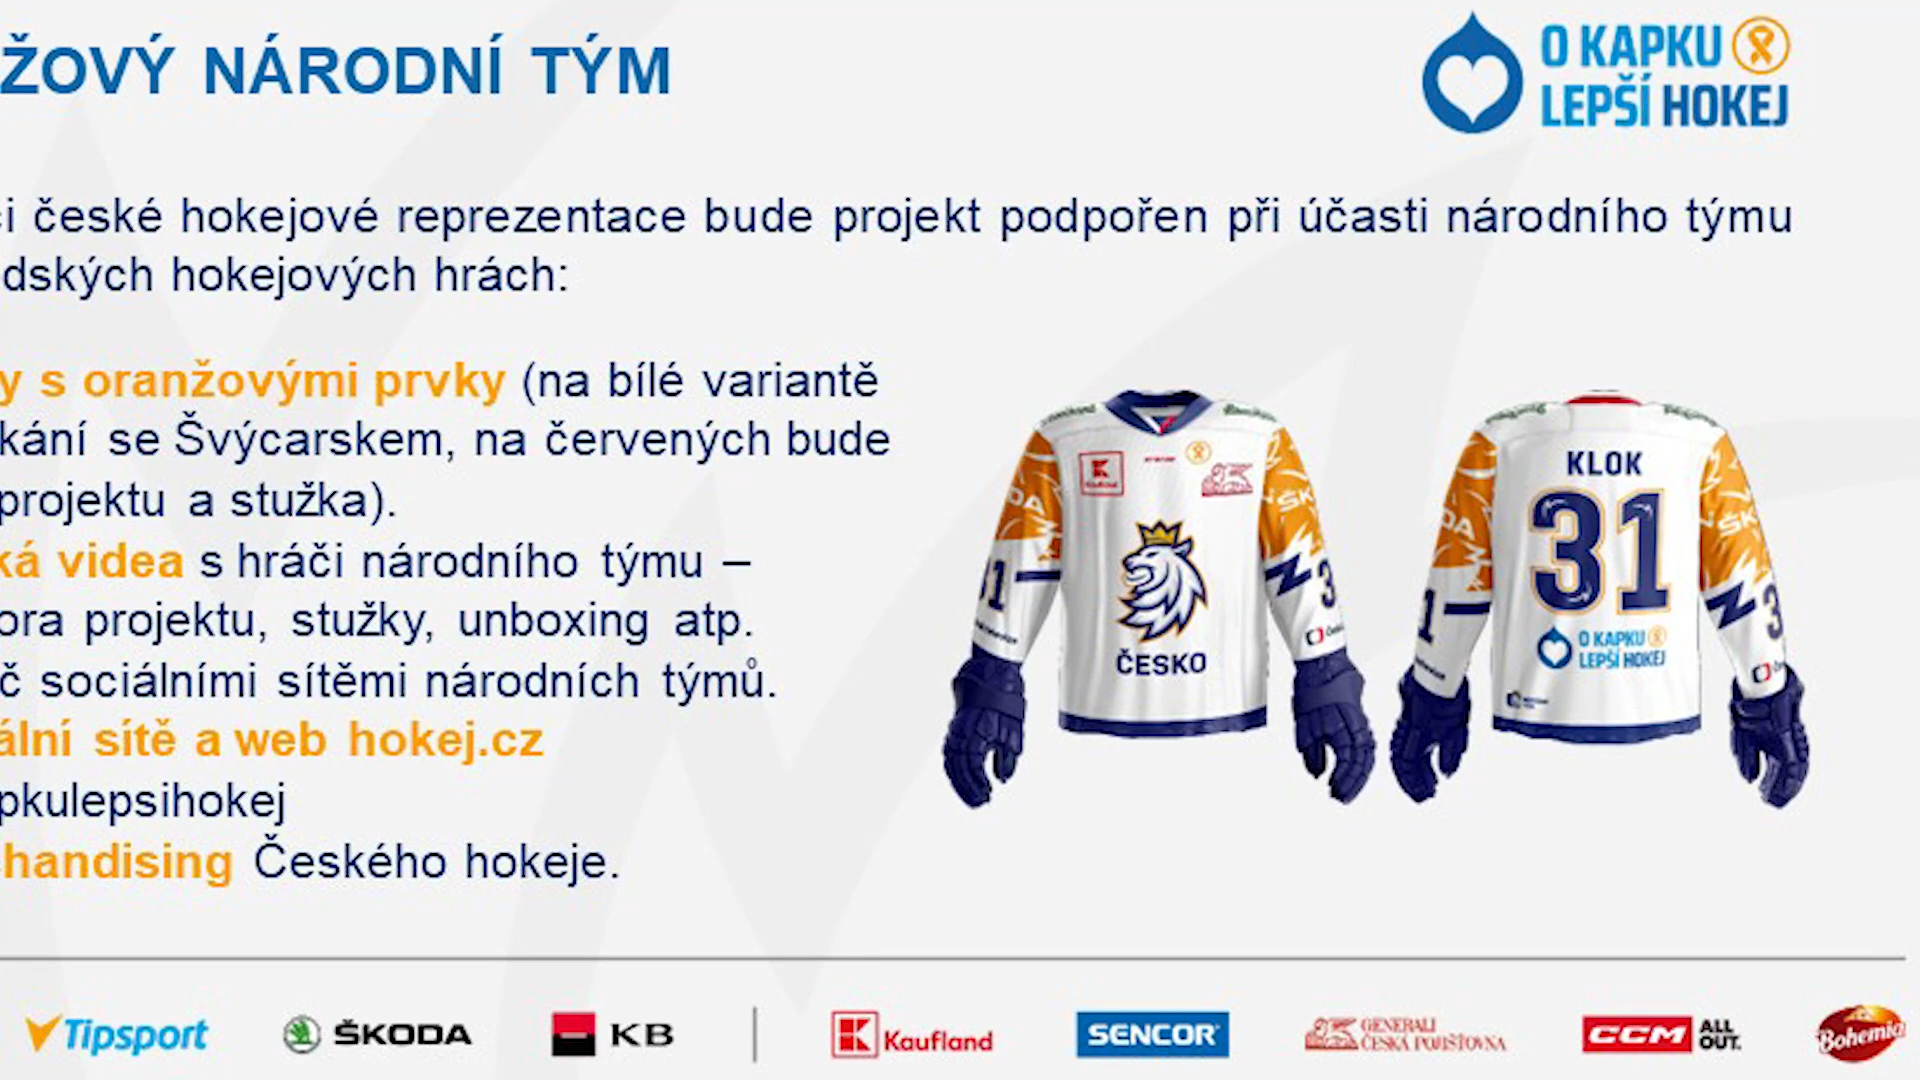 ŽOVÝ NÁRODNÍ TÝM
O KAPKU
LEPŠÍ HOKEJ
či české hokejové reprezentace bude projekt podpořen při účasti národního týmu
dských hokejových hrách:
y s oranžovými prvky (na bílé variantě
kání se Švýcarskem, na červených bude
projektu a stužka).
ká videa s hráči národního týmu –
ora projektu, stužky, unboxing atp.
č sociálními sítěmi národních týmů.
ální sítě a web hokej.cz
pkulepsihokej
handising Českého hokeje.
ČESKO
KLOK
31
O KAPKU
LEPŠÍ HOKEJ
Tipsport
ŠKODA
KB
Kaufland
SENCOR
GENERALI
ČESKÁ POJIŠŤOVNA
CCM ALL OUT.
Bohemia